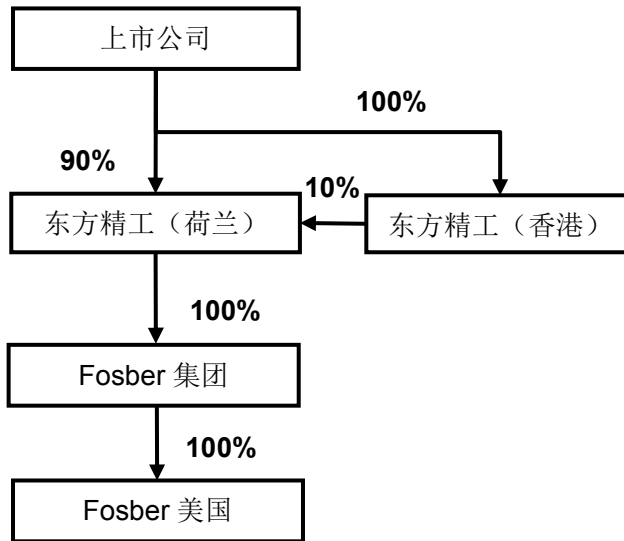 上市公司
100%
90%
10%
东方精工（荷兰）
东方精工（香港）
100%
Fosber 集团
100%
Fosber 美国